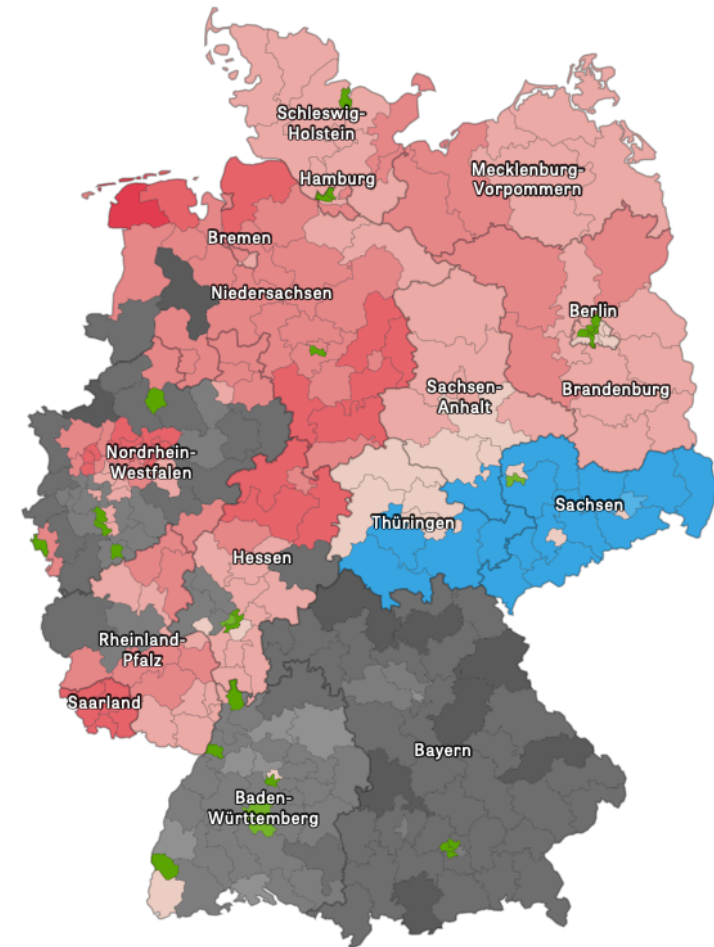 Schleswig-
Holstein
Mecklenburg-
Vorpommern
Hamburg
Bremen
Niedersachsen
Berlin
Sachsen-
Anhalt
Brandenburg
Nordrhein-
Westfalen
Sachsen
Thüringen
Hessen
Rheinland-
Pfalz
Saarland
Bayern
Baden-
Württemberg